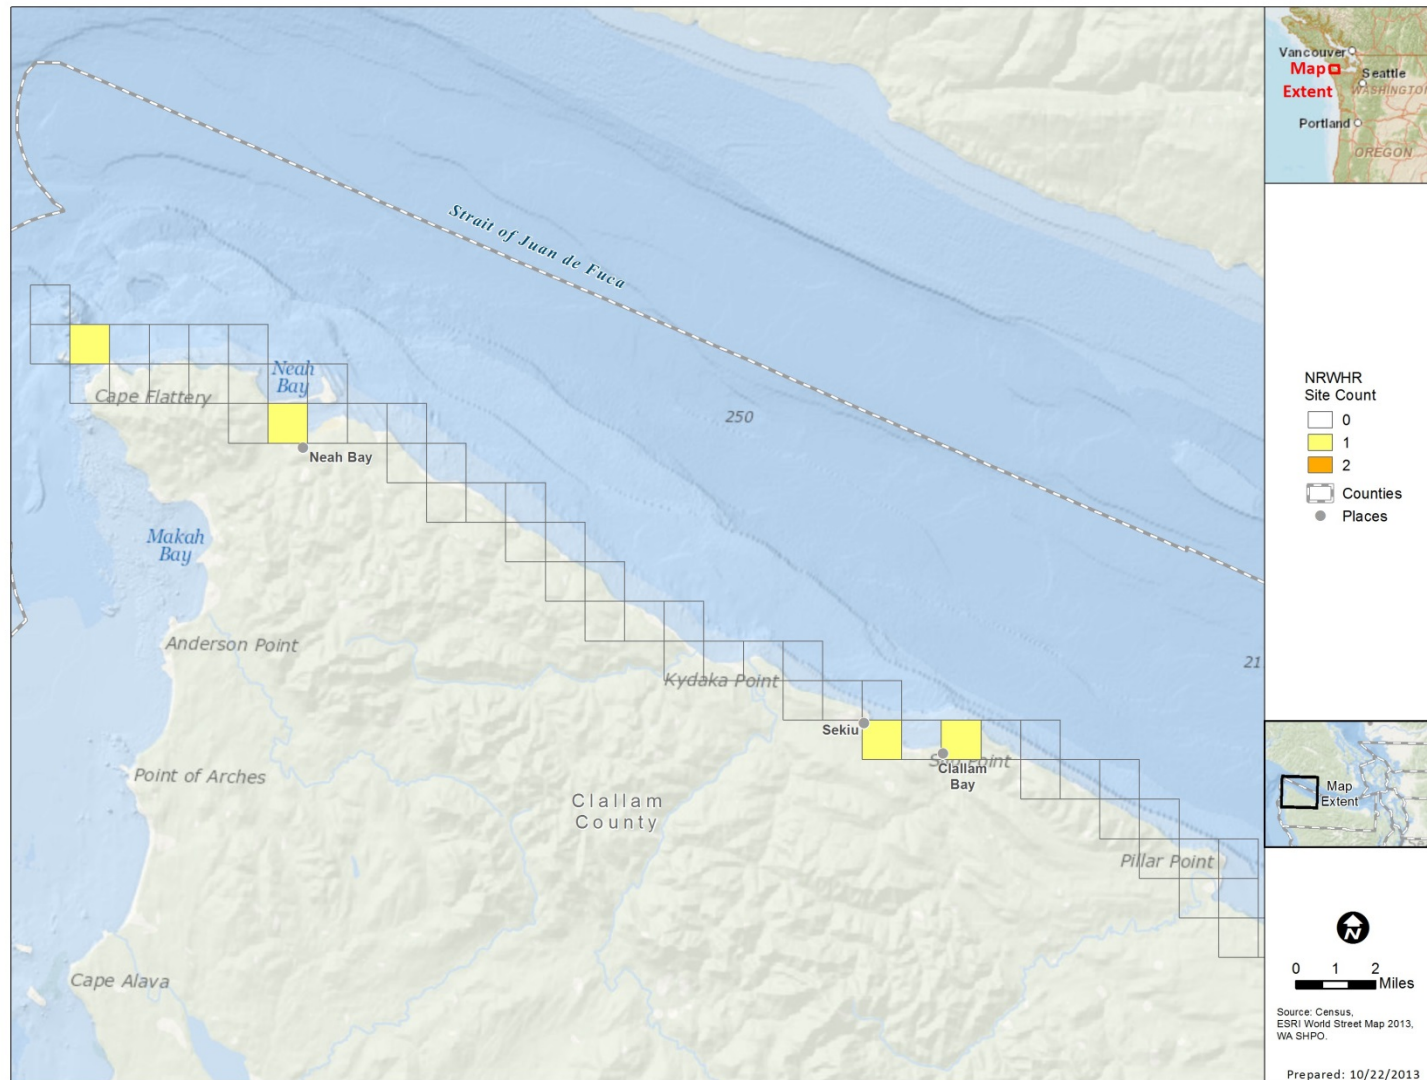 Strait of Juan de Fuca
Neah
Bay
Cape Flattery
250
Neah Bay
Makah
Bay
Anderson Point
21
Kydaka Point
Sekiu
Point
Clallam
Bay
Point of Arches
Clallam
County
Pillar Point
Cape Alava
Vancouver
Map
Extent
Seattle
WASHINGTON
Portland
OREGON
NRWHR
Site Count
0
1
2
Counties
Places
Map
Extent
N
0 1 2
Miles
Source: Census,
ESRI World Street Map 2013,
WA SHPO.
Prepared: 10/22/2013